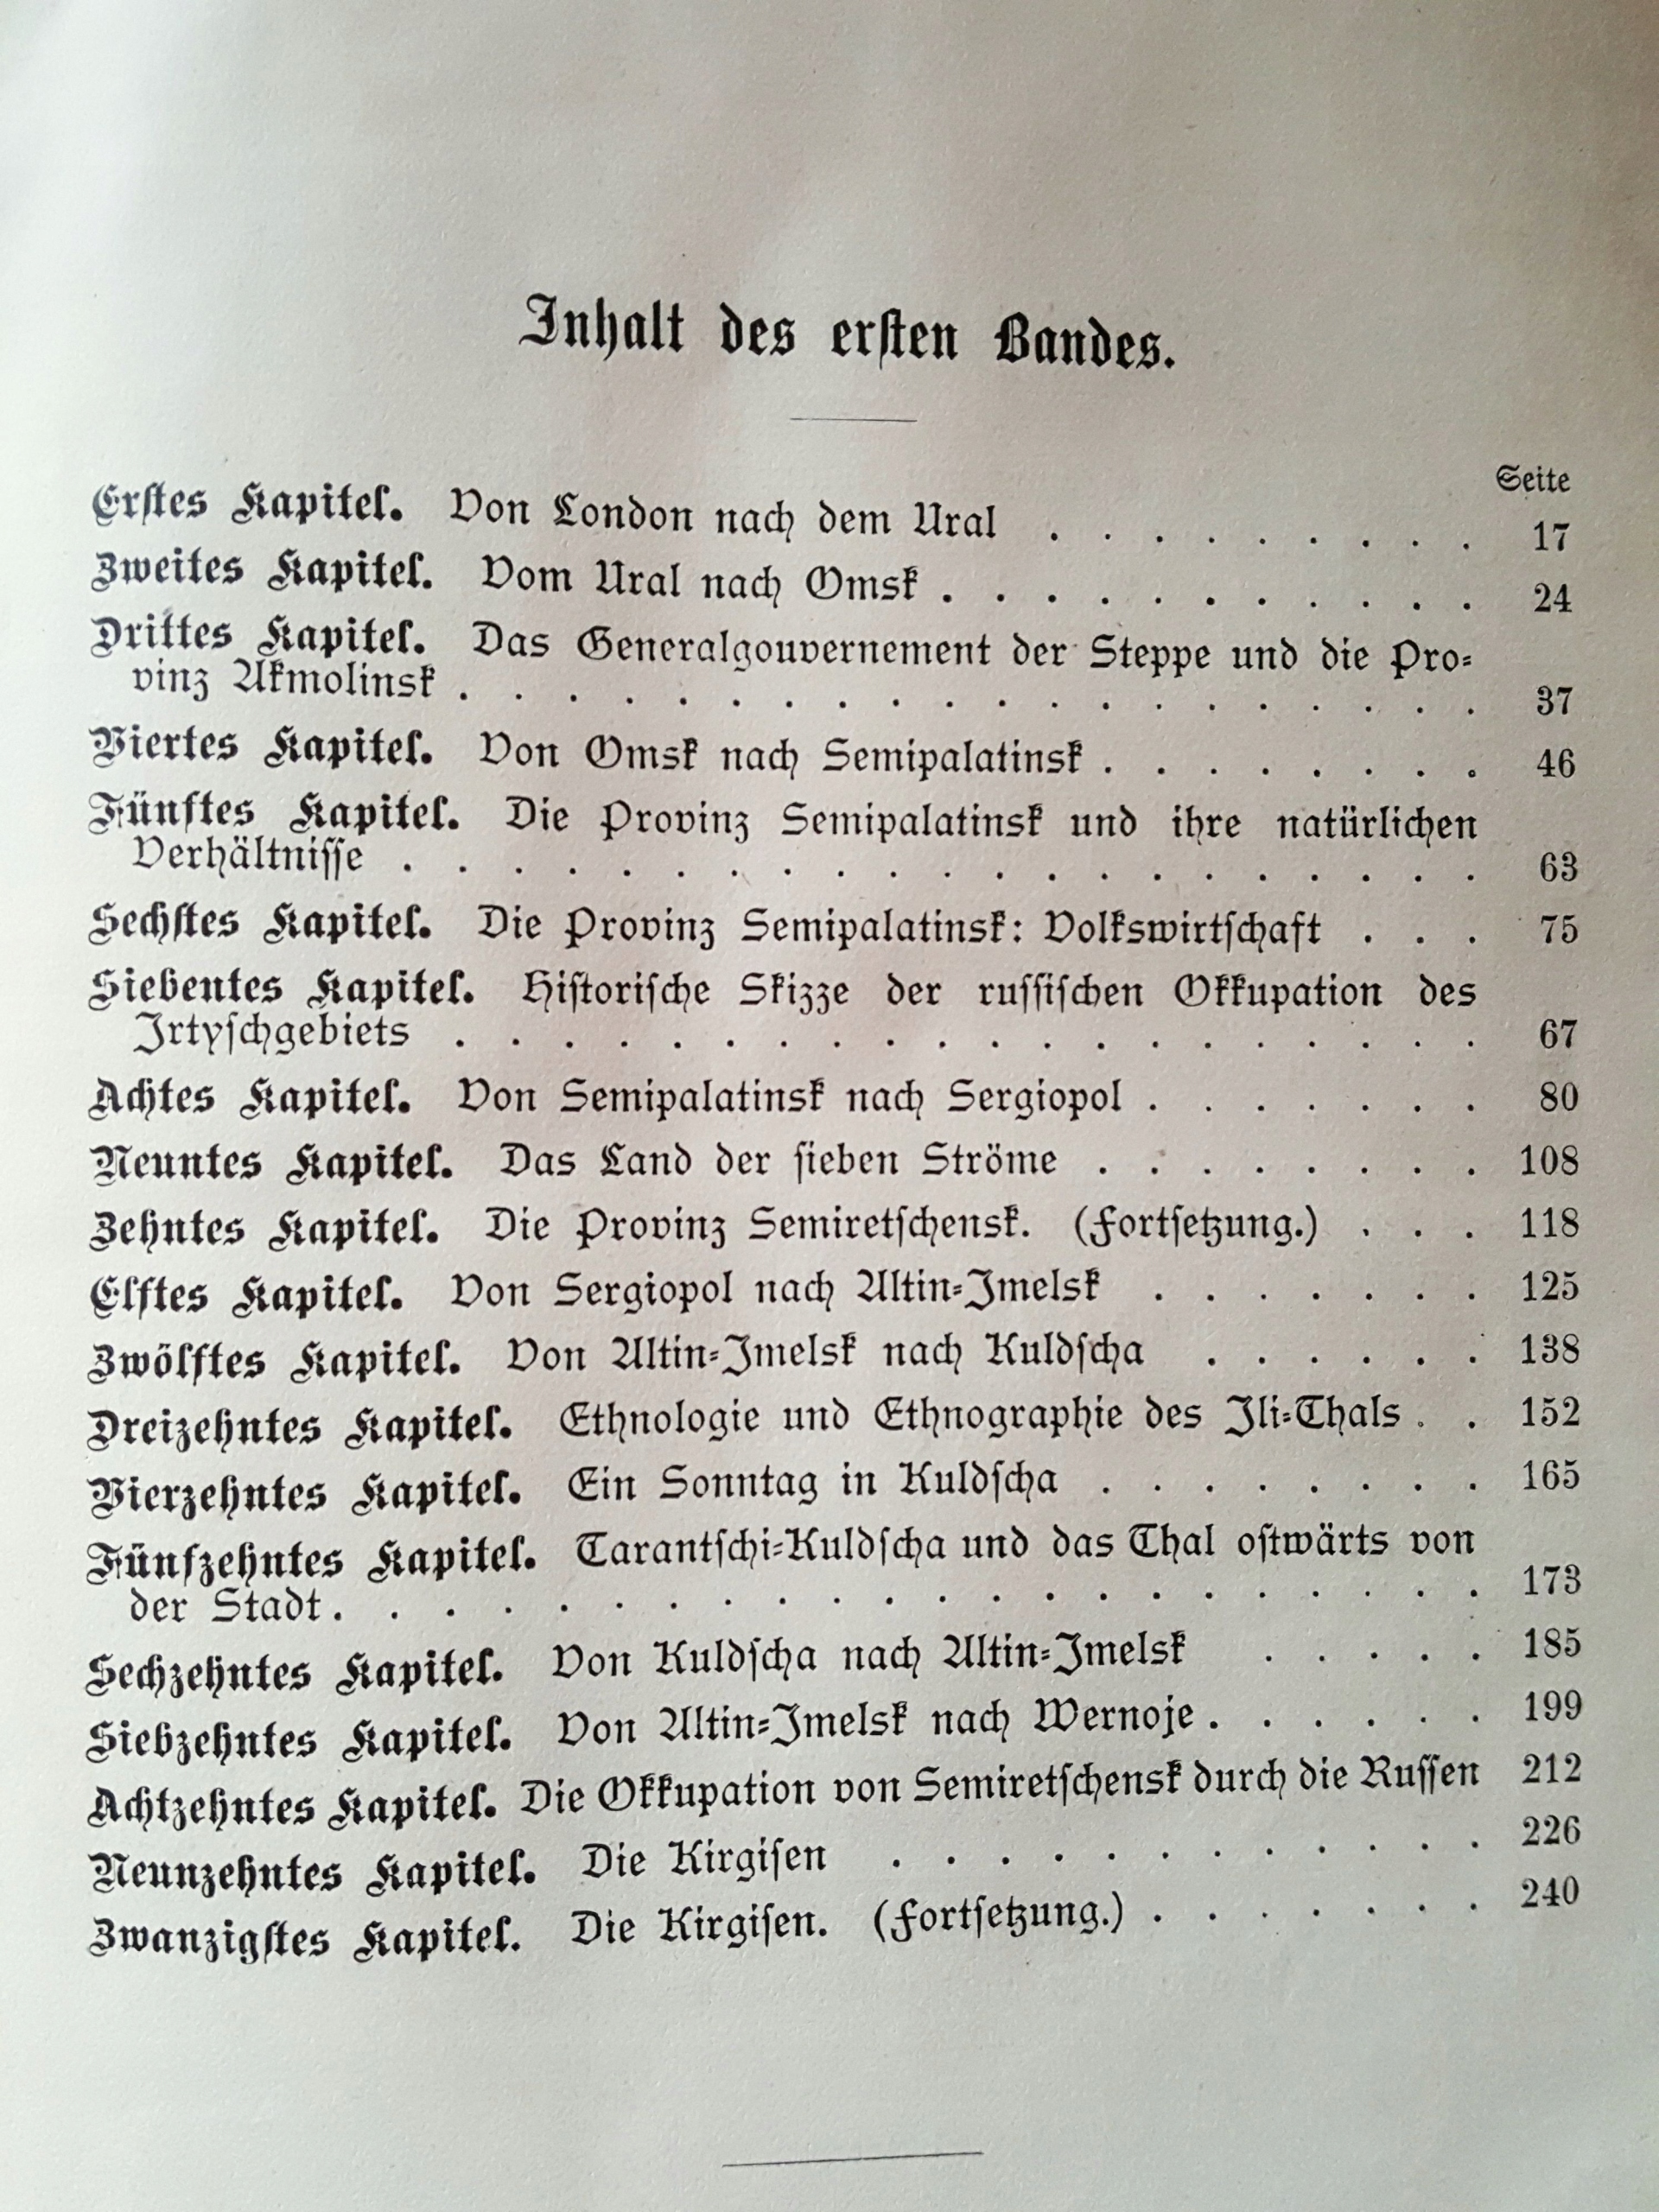 Inhalt des ersten Bandes.
Seite
Erstes Kapitel. Von London nach dem Ural . . . . . . . . . 17
Zweites Kapitel. Vom Ural nach Omsk . . . . . . . . . . . 24
Drittes Kapitel. Das Generalgouvernement der Steppe und die Pro-
vinz Akmolinsk . . . . . . . . . . . . . . . . . . . . 37
Viertes Kapitel. Von Omsk nach Semipalatinsk . . . . . . . . 46
Fünftes Kapitel. Die Provinz Semipalatinsk und ihre natürlichen
Verhältnisse . . . . . . . . . . . . . . . . . . . . . 63
Sechstes Kapitel. Die Provinz Semipalatinsk: Volkswirtschaft . . . 75
Siebentes Kapitel. Historische Skizze der russischen Okkupation des
Irtyschgebiets . . . . . . . . . . . . . . . . . . . . 67
Achtes Kapitel. Von Semipalatinsk nach Sergiopol . . . . . . . 80
Neuntes Kapitel. Das Land der sieben Ströme . . . . . . . . 108
Zehntes Kapitel. Die Provinz Semiretschensk. (Fortsetzung.) . . . 118
Elftes Kapitel. Von Sergiopol nach Altin-Imelsk . . . . . . . 125
Zwölftes Kapitel. Von Altin-Imelsk nach Kuldscha . . . . . . 138
Dreizehntes Kapitel. Ethnologie und Ethnographie des Ili-Thals . . 152
Vierzehntes Kapitel. Ein Sonntag in Kuldscha . . . . . . . . 165
Fünfzehntes Kapitel. Tarantschi-Kuldscha und das Thal ostwärts von
der Stadt . . . . . . . . . . . . . . . . . . . . . . 173
Sechzehntes Kapitel. Von Kuldscha nach Altin-Imelsk . . . . . 185
Siebzehntes Kapitel. Von Altin-Imelsk nach Wernoje . . . . . . 199
Achtzehntes Kapitel. Die Okkupation von Semiretschensk durch die Russen 212
Neunzehntes Kapitel. Die Kirgisen . . . . . . . . . . . . 226
Zwanzigstes Kapitel. Die Kirgisen. (Fortsetzung.) . . . . . . . 240